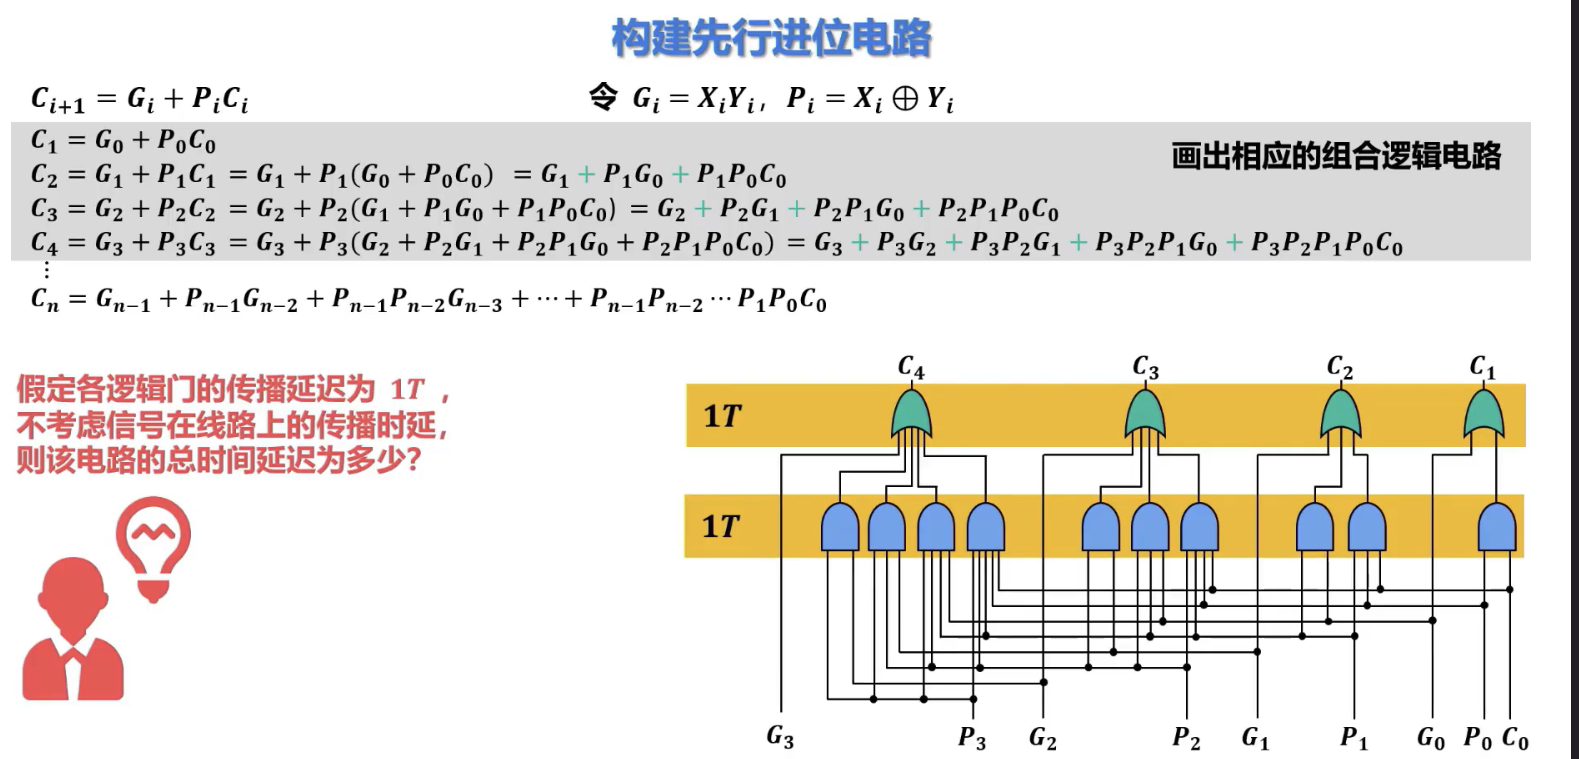 构建先行进位电路
C_{i+1} = G_i + P_iC_i
令 G_i = X_iY_i, P_i = X_i ⊕ Y_i
C_1 = G_0 + P_0C_0
画出相应的组合逻辑电路
C_2 = G_1 + P_1C_1 = G_1 + P_1(G_0 + P_0C_0) = G_1 + P_1G_0 + P_1P_0C_0
C_3 = G_2 + P_2C_2 = G_2 + P_2(G_1 + P_1G_0 + P_1P_0C_0) = G_2 + P_2G_1 + P_2P_1G_0 + P_2P_1P_0C_0
C_4 = G_3 + P_3C_3 = G_3 + P_3(G_2 + P_2G_1 + P_2P_1G_0 + P_2P_1P_0C_0) = G_3 + P_3G_2 + P_3P_2G_1 + P_3P_2P_1G_0 + P_3P_2P_1P_0C_0
⋮
C_n = G_{n-1} + P_{n-1}G_{n-2} + P_{n-1}P_{n-2}G_{n-3} + ⋯ + P_{n-1}P_{n-2} ⋯ P_1P_0C_0
假定各逻辑门的传播延迟为 1T ，
不考虑信号在线路上的传播时延，
则该电路的总时间延迟为多少？
C_4 C_3 C_2 C_1
1T
1T
G_3 P_3 G_2 P_2 G_1 P_1 G_0 P_0 C_0